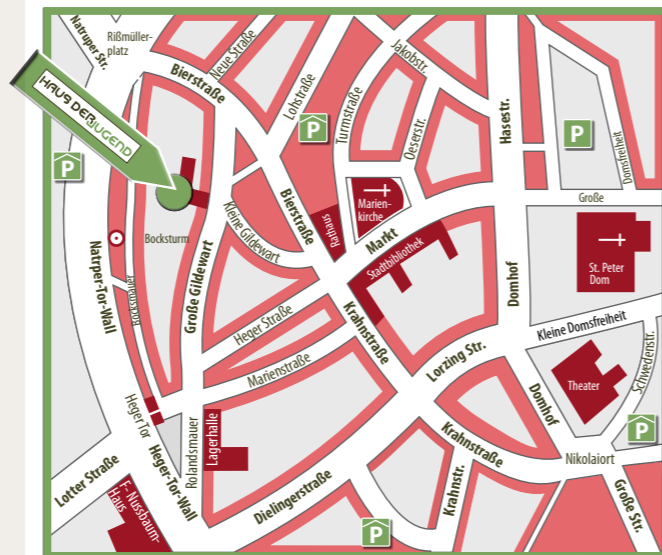 Natruper Str.
Rißmüller-
platz
Bierstraße
Neue Straße
Lohstraße
Jakobstr.
Turmstraße
Oeserstr.
Hasestr.
P
P
Domsfreiheit
HAUS DER JUGEND
P
Bocksturm
Natrper-Tor-Wall
Bocksmauer
Große Gildewart
Kleine Gildewart
Bierstraße
Rathaus
Marien-
kirche
Markt
Stadtbibliothek
Große
Domhof
St. Peter
Dom
Heger Straße
Krahnstraße
Kleine Domsfreiheit
Marienstraße
Lorzing Str.
Schwedenstr.
Theater
Domhof
Heger Tor
Heger-Tor-Wall
Rolandsmauer
Lagerhalle
Krahnstraße
P
Nikolaiort
Lotter Straße
F.-Nussbaum-
Haus
Dielingerstraße
Krahnstr.
Große Str.
P